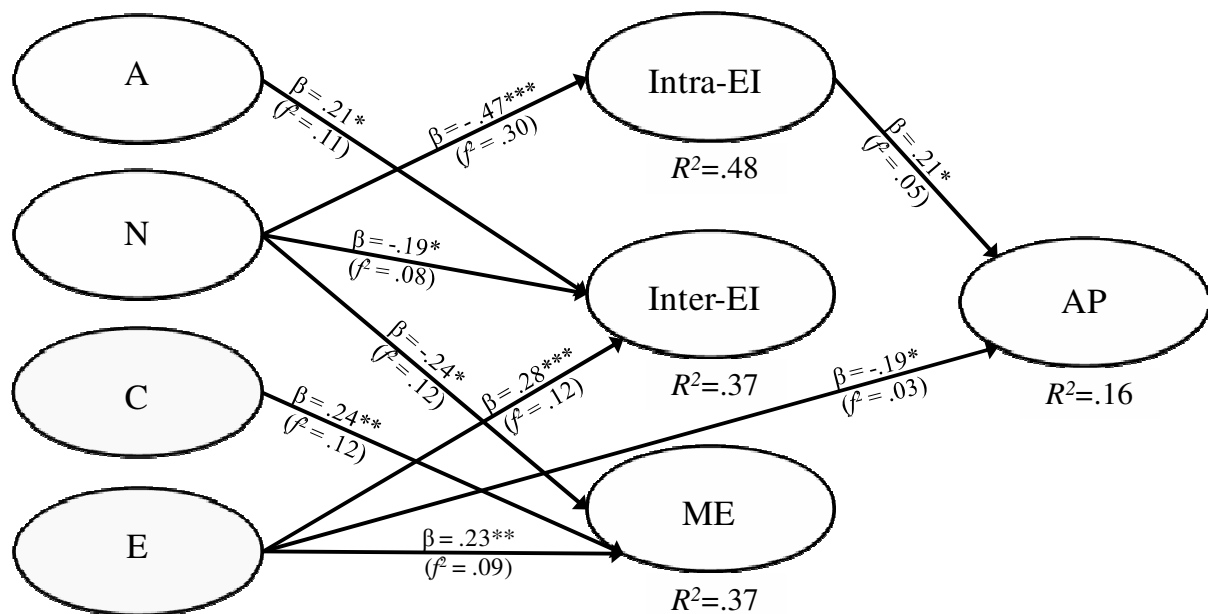 A
N
C
E
β = .21*
(f² = .11)
β = - .47***
(f² = .30)
β = -.19*
(f² = .08)
β = -.24*
(f² = .12)
β = .24**
(f² = .12)
β = .28***
(f² = .12)
β = .23**
(f² = .09)
Intra-EI
R²=.48
Inter-EI
R²=.37
ME
R²=.37
β = .21*
(f² = .05)
β = -.19*
(f² = .03)
AP
R²=.16